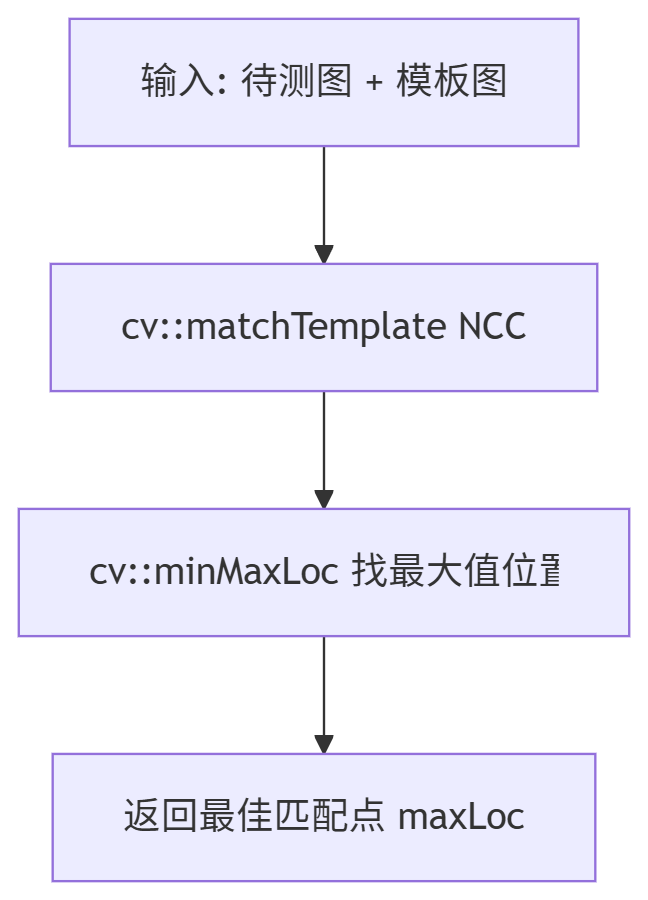 输入: 待测图 + 模板图
cv::matchTemplate NCC
cv::minMaxLoc 找最大值位置
返回最佳匹配点 maxLoc